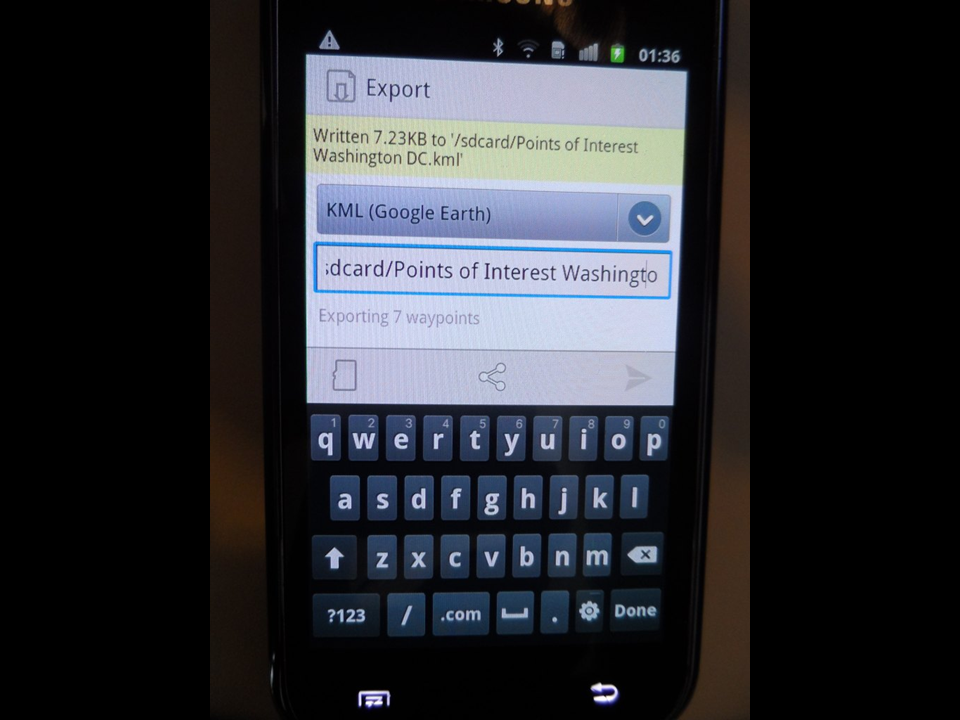 01:36
Export
Written 7.23KB to '/sdcard/Points of Interest
Washington DC.kml'
KML (Google Earth)
sdcard/Points of Interest Washingto
Exporting 7 waypoints
1 2 3 4 5 6 7 8 9 0
q w e r t y u i o p
a s d f g h j k l
z x c v b n m
?123 / .com . Done